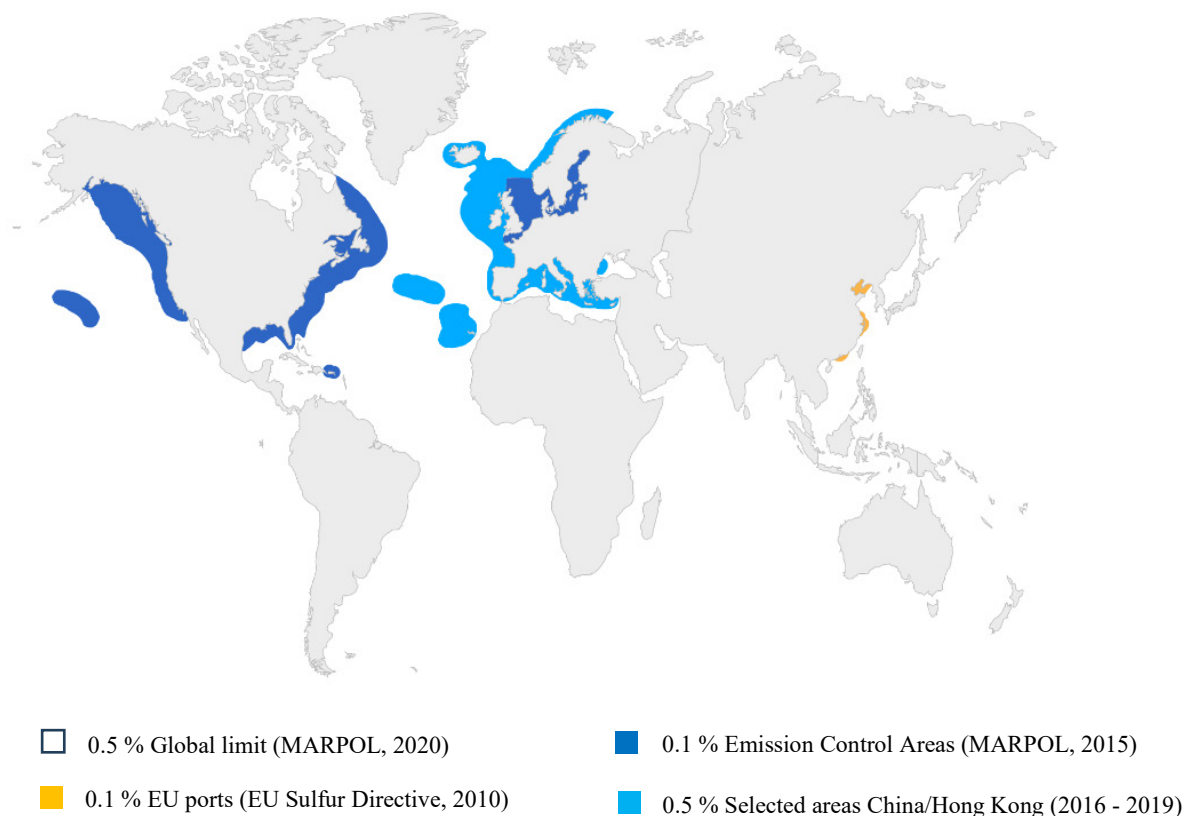 0.5 % Global limit (MARPOL, 2020)
0.1 % Emission Control Areas (MARPOL, 2015)
0.1 % EU ports (EU Sulfur Directive, 2010)
0.5 % Selected areas China/Hong Kong (2016 - 2019)